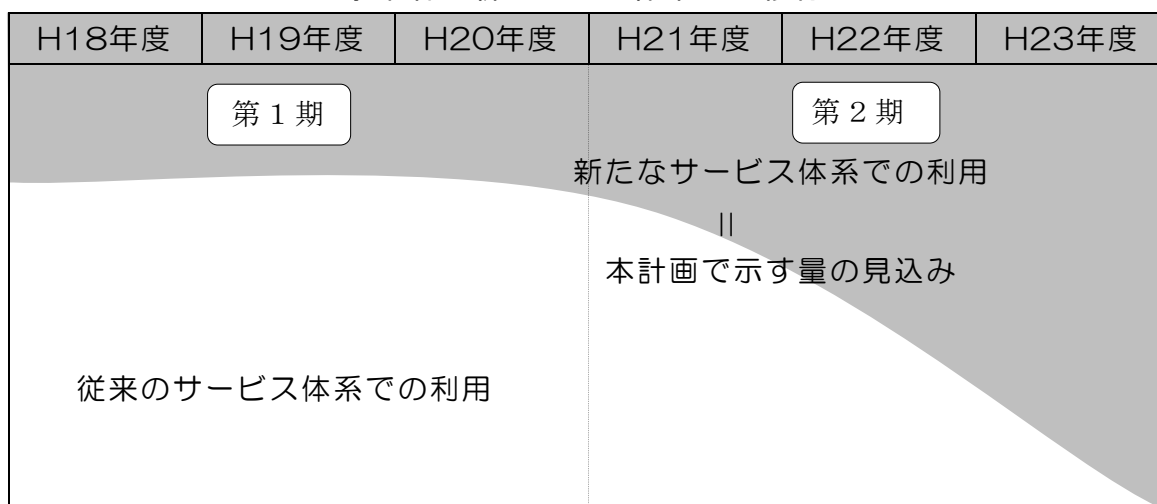 H18年度 H19年度 H20年度 H21年度 H22年度 H23年度
第1期 第2期
新たなサービス体系での利用
||
本計画で示す量の見込み
従来のサービス体系での利用